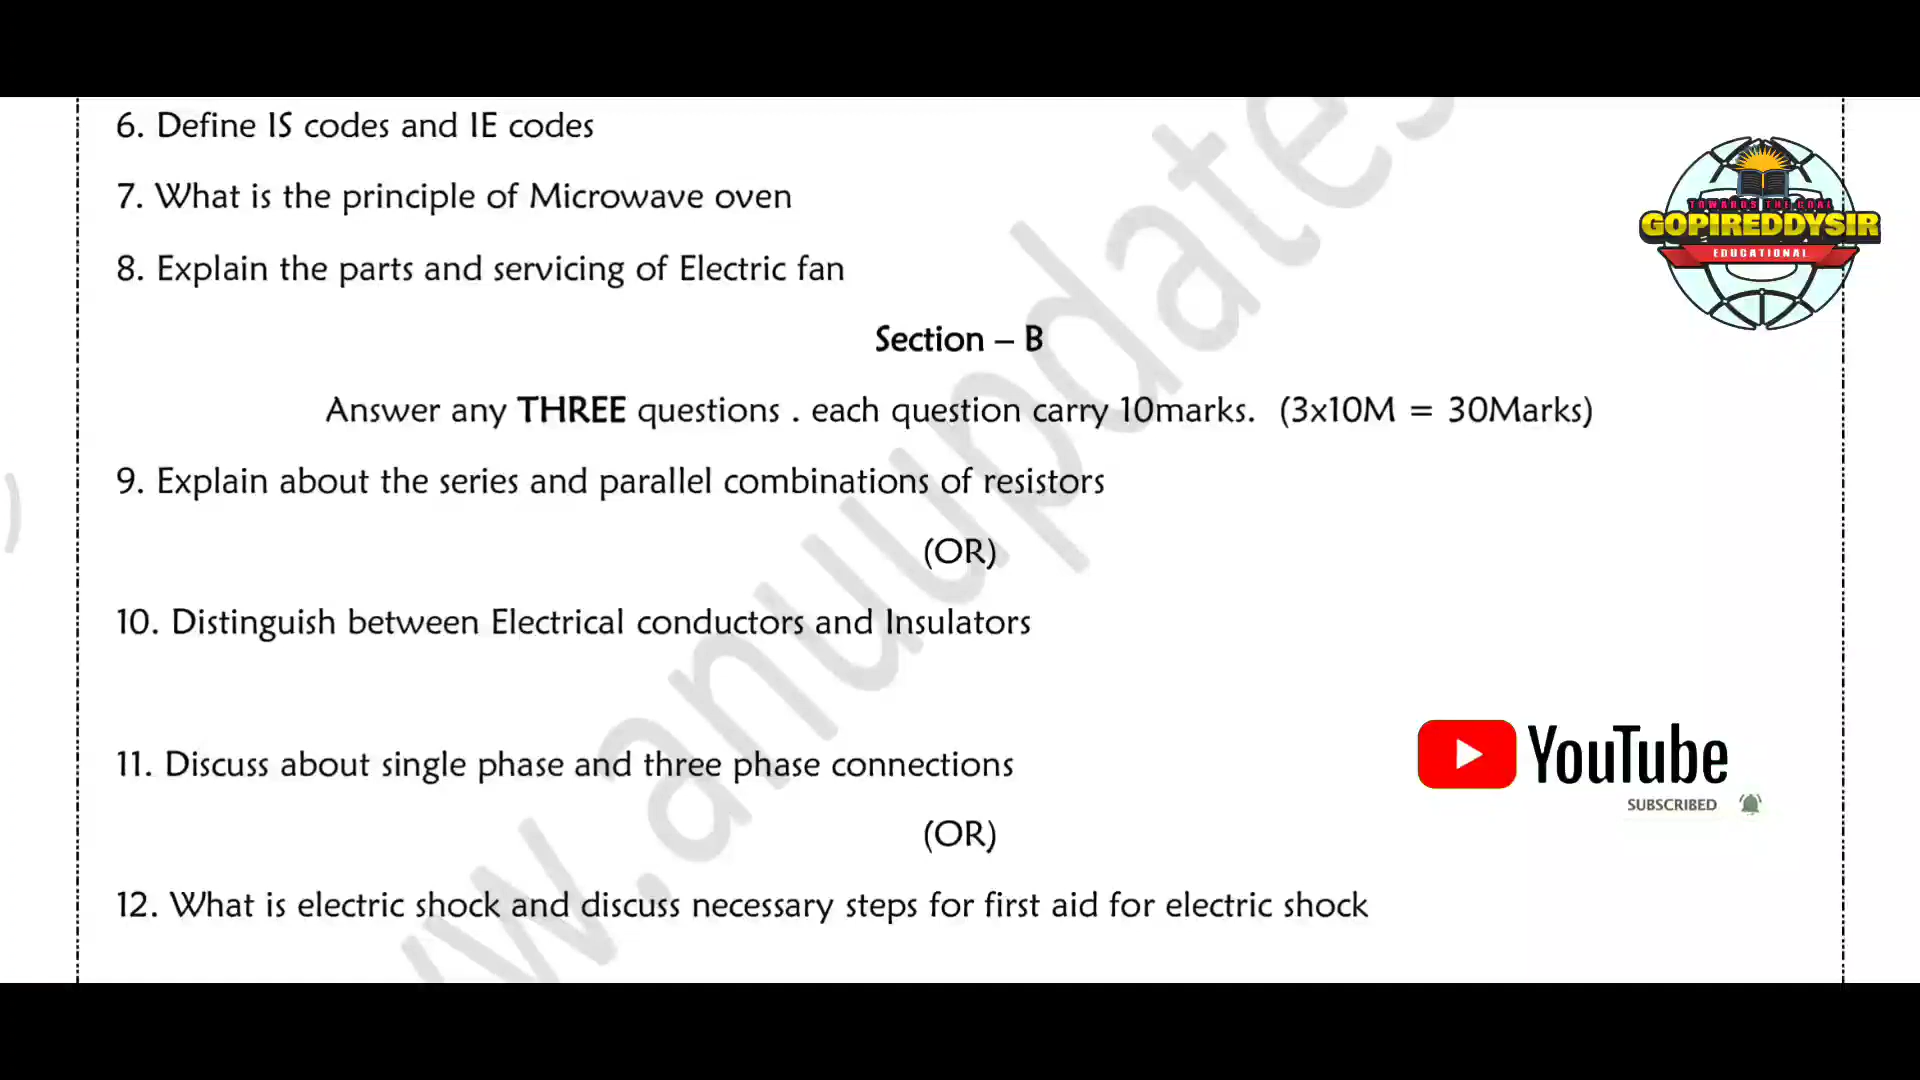 6. Define IS codes and IE codes
7. What is the principle of Microwave oven
TOWARDS THE GOAL
GOPIREDDYSIR
EDUCATIONAL
8. Explain the parts and servicing of Electric fan
Section – B
Answer any THREE questions . each question carry 10marks. (3x10M = 30Marks)
9. Explain about the series and parallel combinations of resistors
(OR)
10. Distinguish between Electrical conductors and Insulators
11. Discuss about single phase and three phase connections
YouTube
SUBSCRIBED
(OR)
12. What is electric shock and discuss necessary steps for first aid for electric shock
w.anuupdates